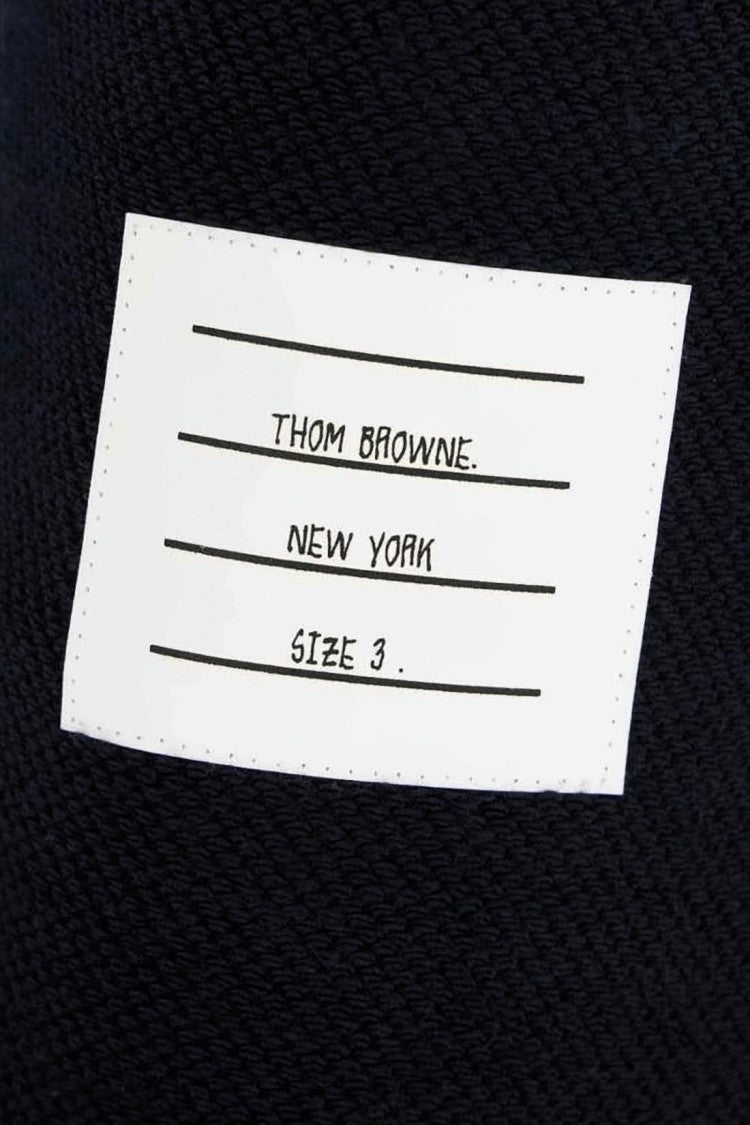 THOM BROWNE.
NEW YORK
SIZE 3 .